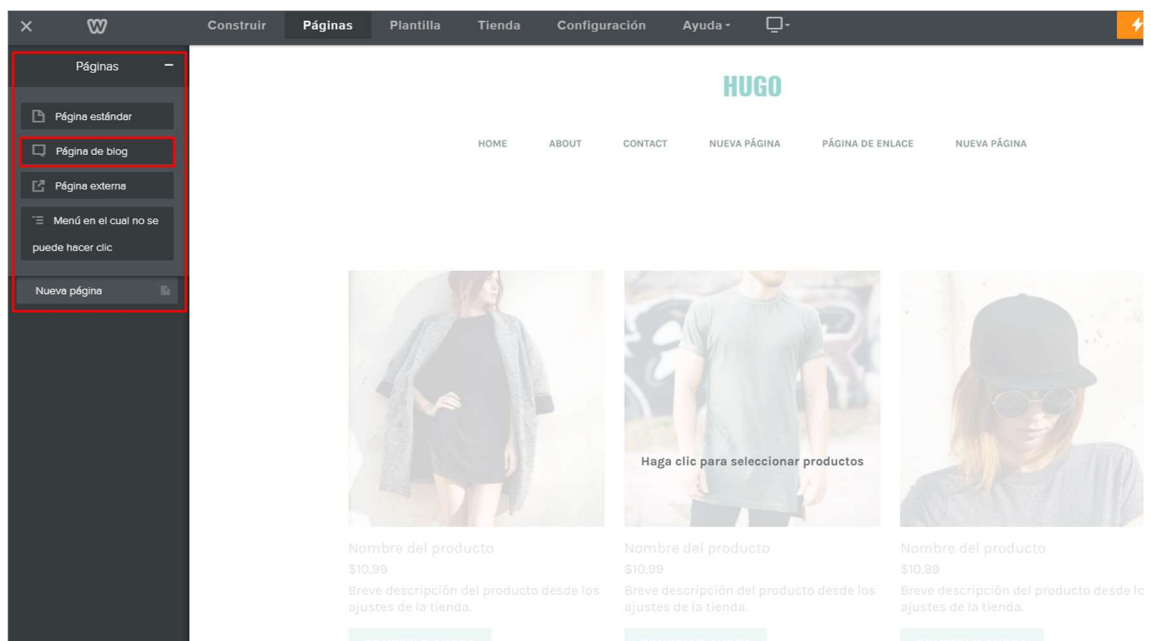 Construir Páginas Plantilla Tienda Configuración Ayuda
Páginas
Página estándar
Página de blog
Página externa
Menú en el cual no se
puede hacer clic
Nueva página
HUGO
HOME ABOUT CONTACT NUEVA PÁGINA PÁGINA DE ENLACE NUEVA PÁGINA
Haga clic para seleccionar productos
Nombre del producto Nombre del producto Nombre del producto
$10,99 $10,99 $10,99
Breve descripción del producto desde los Breve descripción del producto desde los Breve descripción del producto desde lo
ajustes de la tienda. ajustes de la tienda. ajustes de la tienda.